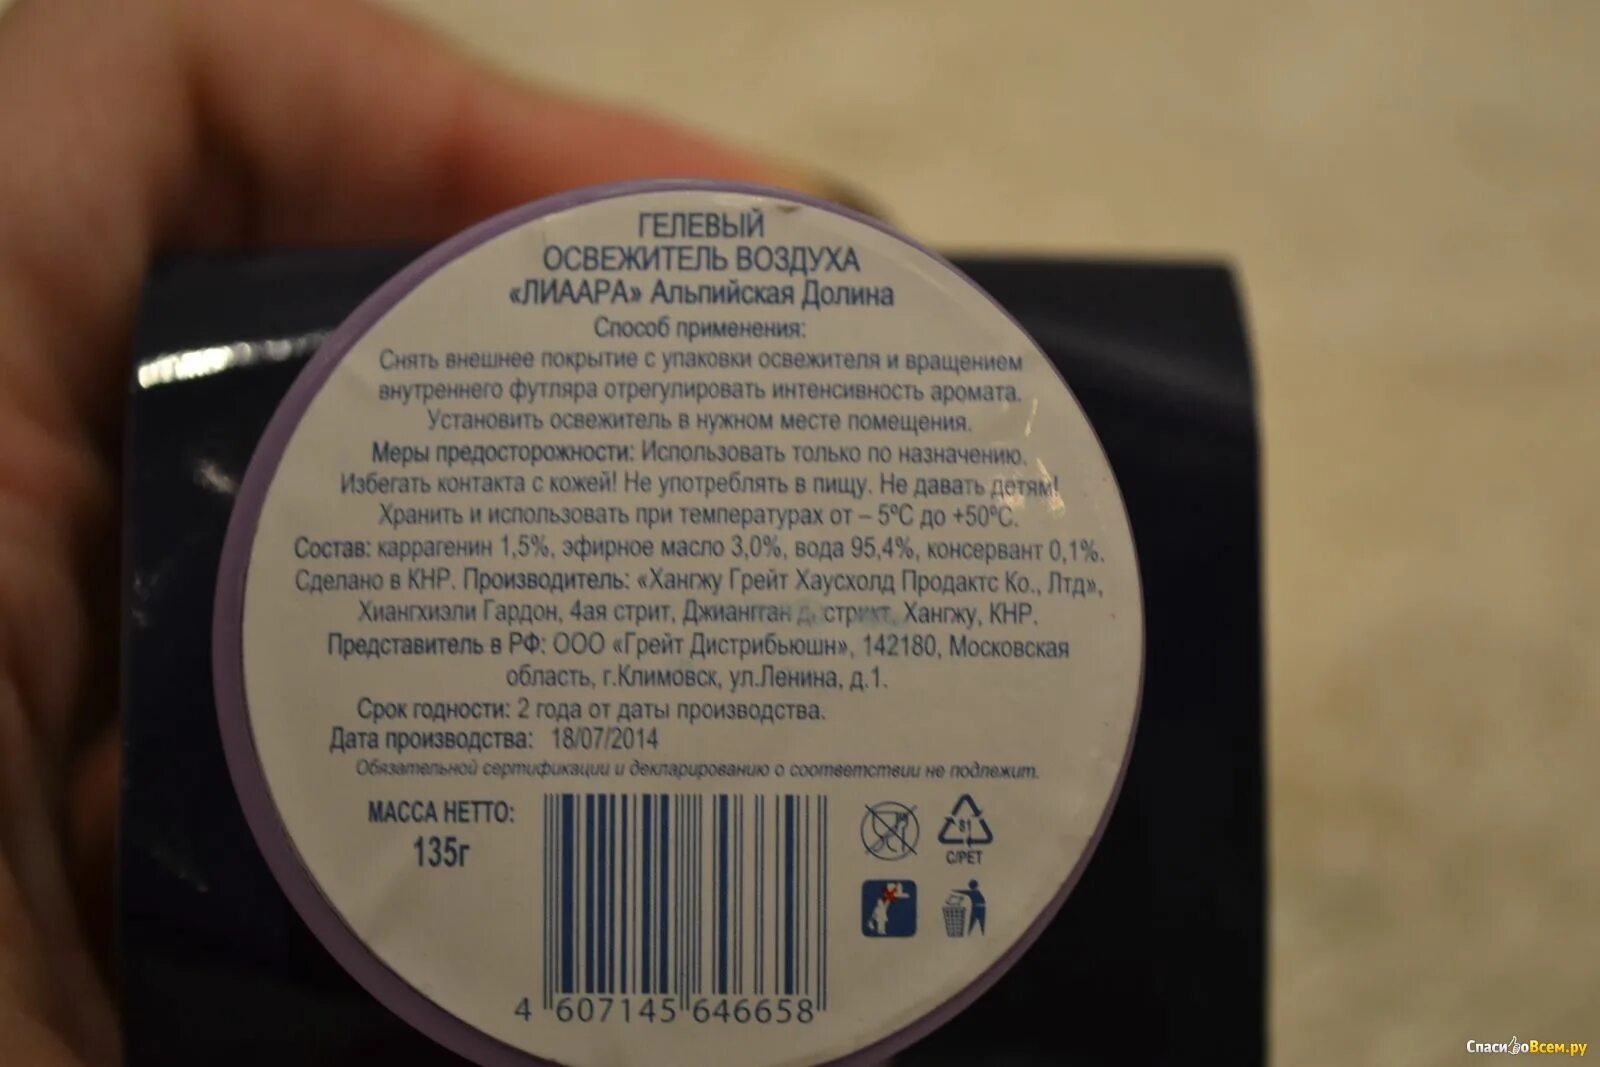 ГЕЛЕВЫЙ
ОСВЕЖИТЕЛЬ ВОЗДУХА
«ЛИААРА» Альпийская Долина
Способ применения:
Снять внешнее покрытие с упаковки освежителя и вращением
внутреннего футляра отрегулировать интенсивность аромата.
Установить освежитель в нужном месте помещения.
Меры предосторожности: Использовать только по назначению.
Избегать контакта с кожей! Не употреблять в пищу. Не давать детям!
Хранить и использовать при температурах от – 5ºС до +50ºС.
Состав: каррагенин 1,5%, эфирное масло 3,0%, вода 95,4%, консервант 0,1%.
Сделано в КНР. Производитель: «Хангжу Грейт Хаусхолд Продактс Ко., Лтд»,
Хиангхиэли Гардон, 4ая стрит, Джиангган Хангжу, КНР.
Представитель в РФ: ООО «Грейт Дистрибьюшн», 142180, Московская
область, г.Климовск, ул.Ленина, д.1.
Срок годности: 2 года от даты производства.
Дата производства: 18/07/2014
Обязательной сертификации и декларированию о соответствии не подлежит.
МАССА НЕТТО:
135г
81
C/PET
4 607145 646658
СпасибоВсем.ру